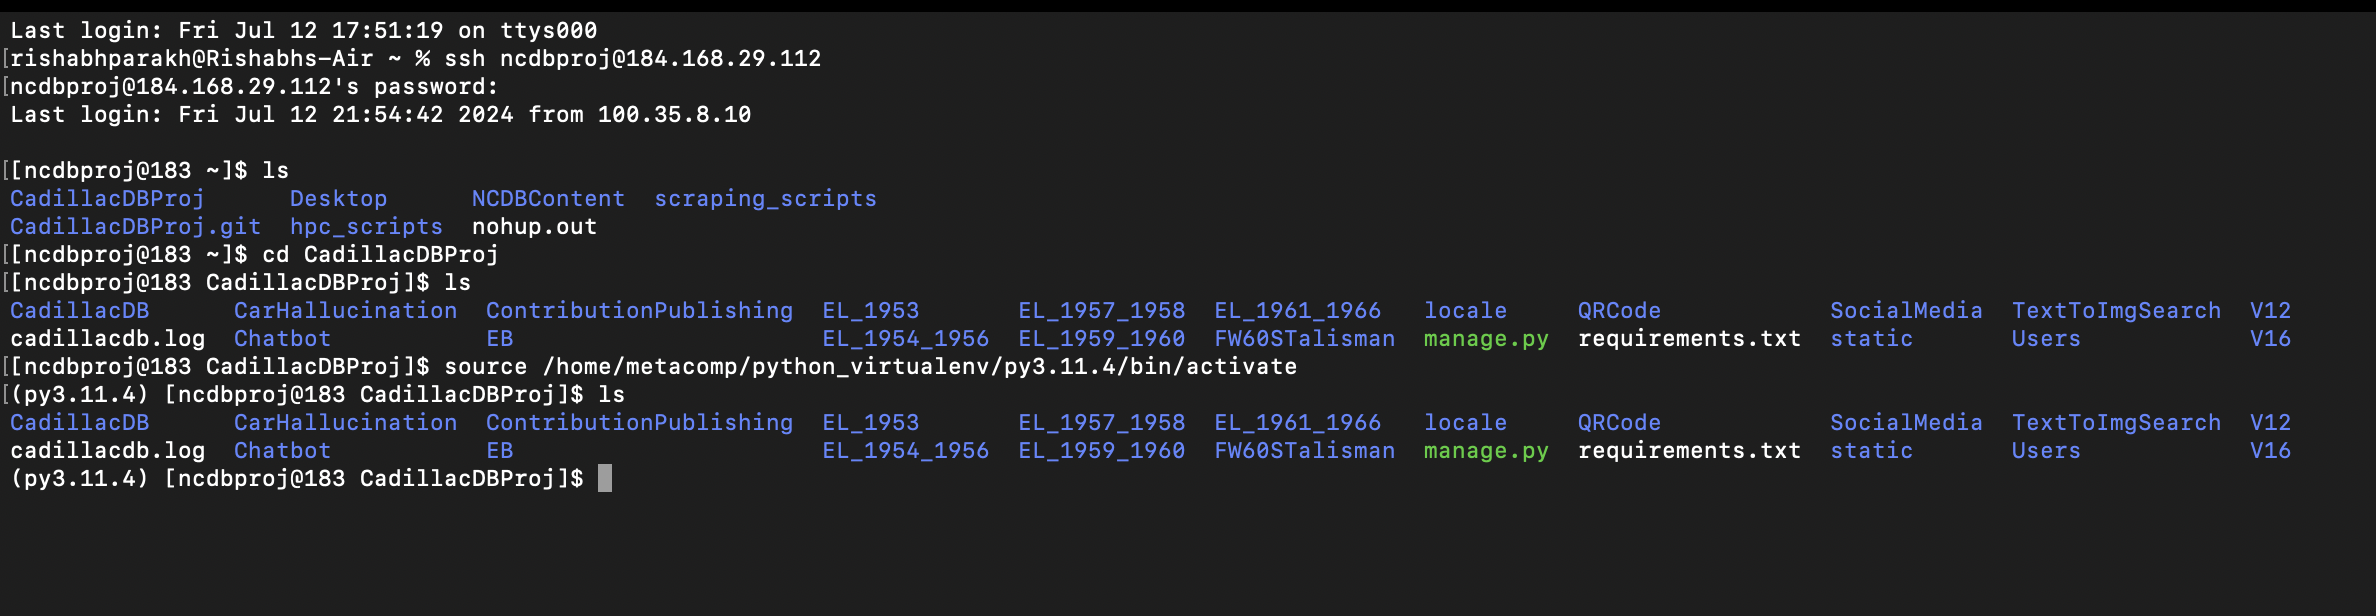 Last login: Fri Jul 12 17:51:19 on ttys000
[rishabhparakh@Rishabhs-Air ~ % ssh ncdbproj@184.168.29.112
[ncdbproj@184.168.29.112's password:
Last login: Fri Jul 12 21:54:42 2024 from 100.35.8.10
[[ncdbproj@183 ~]$ ls
CadillacDBProj Desktop NCDBContent scraping_scripts
CadillacDBProj.git hpc_scripts nohup.out
[[ncdbproj@183 ~]$ cd CadillacDBProj
[[ncdbproj@183 CadillacDBProj]$ ls
CadillacDB CarHallucination ContributionPublishing EL_1953 EL_1957_1958 EL_1961_1966 locale QRCode SocialMedia TextToImgSearch V12
cadillacdb.log Chatbot EB EL_1954_1956 EL_1959_1960 FW60STalisman manage.py requirements.txt static Users V16
[[ncdbproj@183 CadillacDBProj]$ source /home/metacomp/python_virtualenv/py3.11.4/bin/activate
[(py3.11.4) [ncdbproj@183 CadillacDBProj]$ ls
CadillacDB CarHallucination ContributionPublishing EL_1953 EL_1957_1958 EL_1961_1966 locale QRCode SocialMedia TextToImgSearch V12
cadillacdb.log Chatbot EB EL_1954_1956 EL_1959_1960 FW60STalisman manage.py requirements.txt static Users V16
(py3.11.4) [ncdbproj@183 CadillacDBProj]$